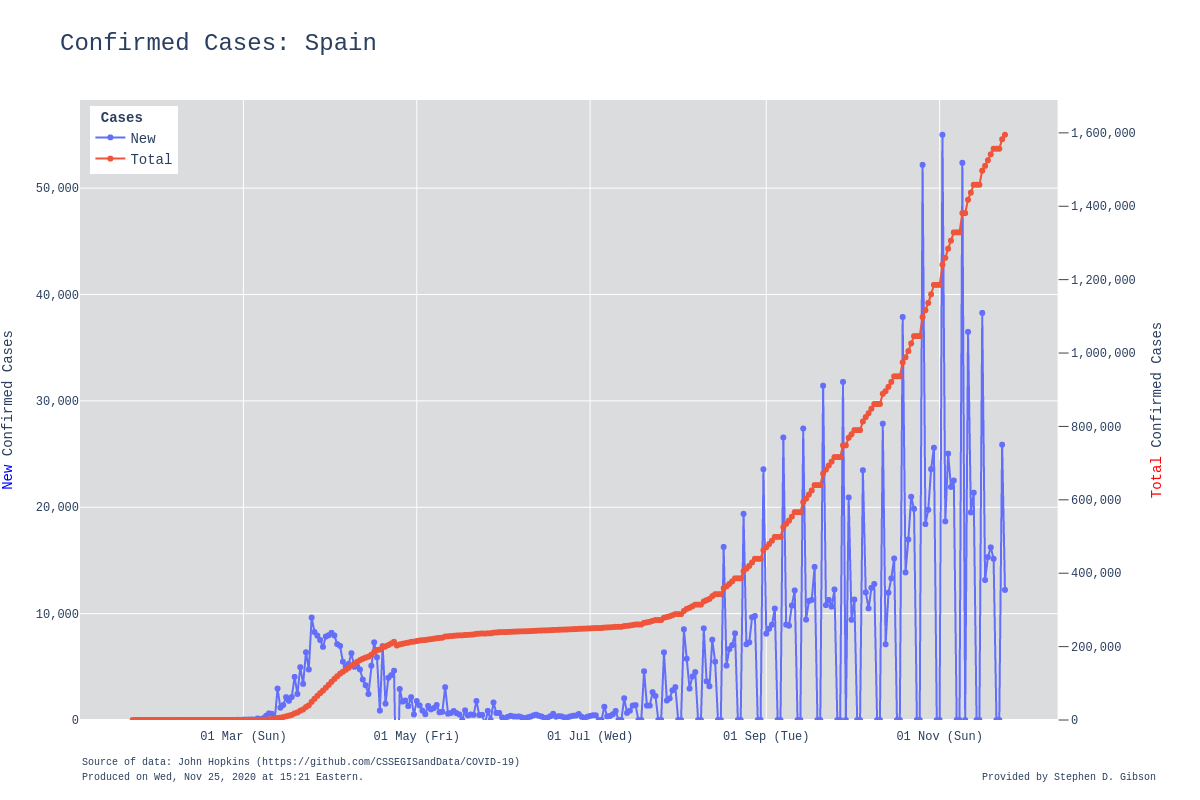 Confirmed Cases: Spain
Cases
New
Total
50,000
40,000
30,000
20,000
10,000
0
New Confirmed Cases
1,600,000
1,400,000
1,200,000
1,000,000
800,000
600,000
400,000
200,000
0
Total Confirmed Cases
01 Mar (Sun)
01 May (Fri)
01 Jul (Wed)
01 Sep (Tue)
01 Nov (Sun)
Source of data: John Hopkins (https://github.com/CSSEGISandData/COVID-19)
Produced on Wed, Nov 25, 2020 at 15:21 Eastern.
Provided by Stephen D. Gibson